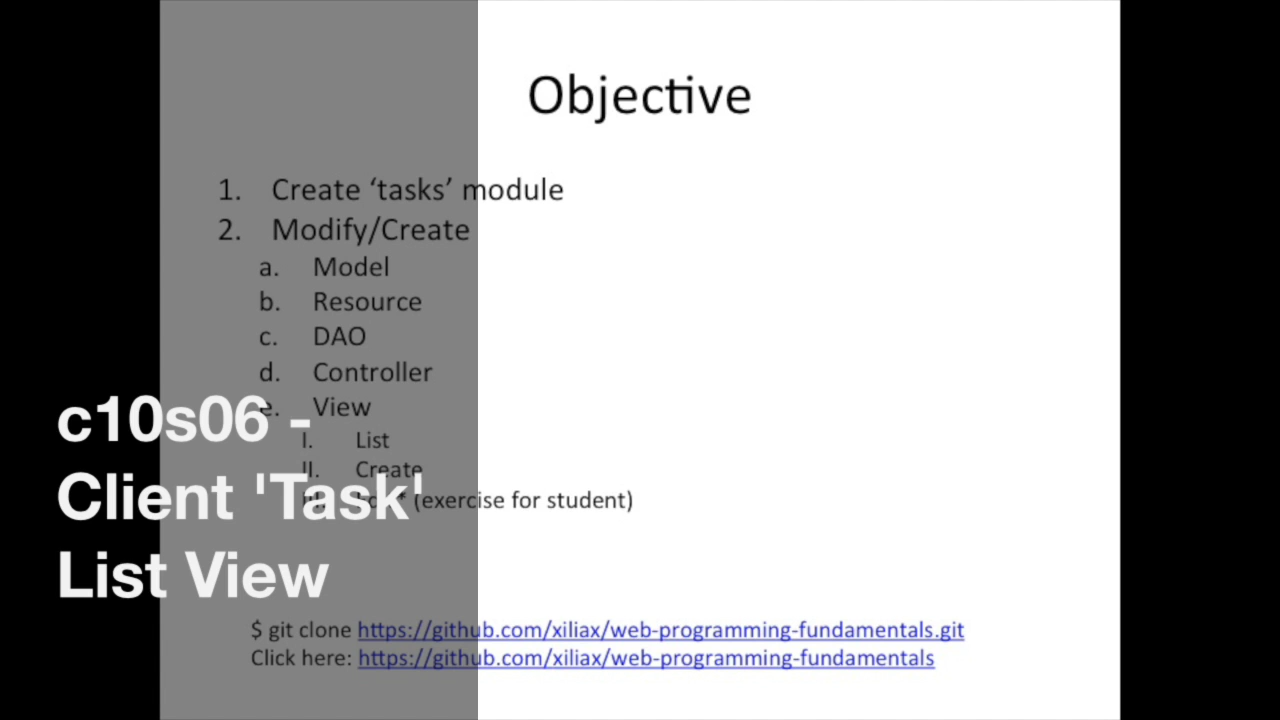 Objective
1. Create ‘tasks’ module
2. Modify/Create
a. Model
b. Resource
c. DAO
d. Controller
e. View
I. List
II. Create
(exercise for student)
c10s06 -
Client 'Task'
List View
$ git clone https://github.com/xiliax/web-programming-fundamentals.git
Click here: https://github.com/xiliax/web-programming-fundamentals